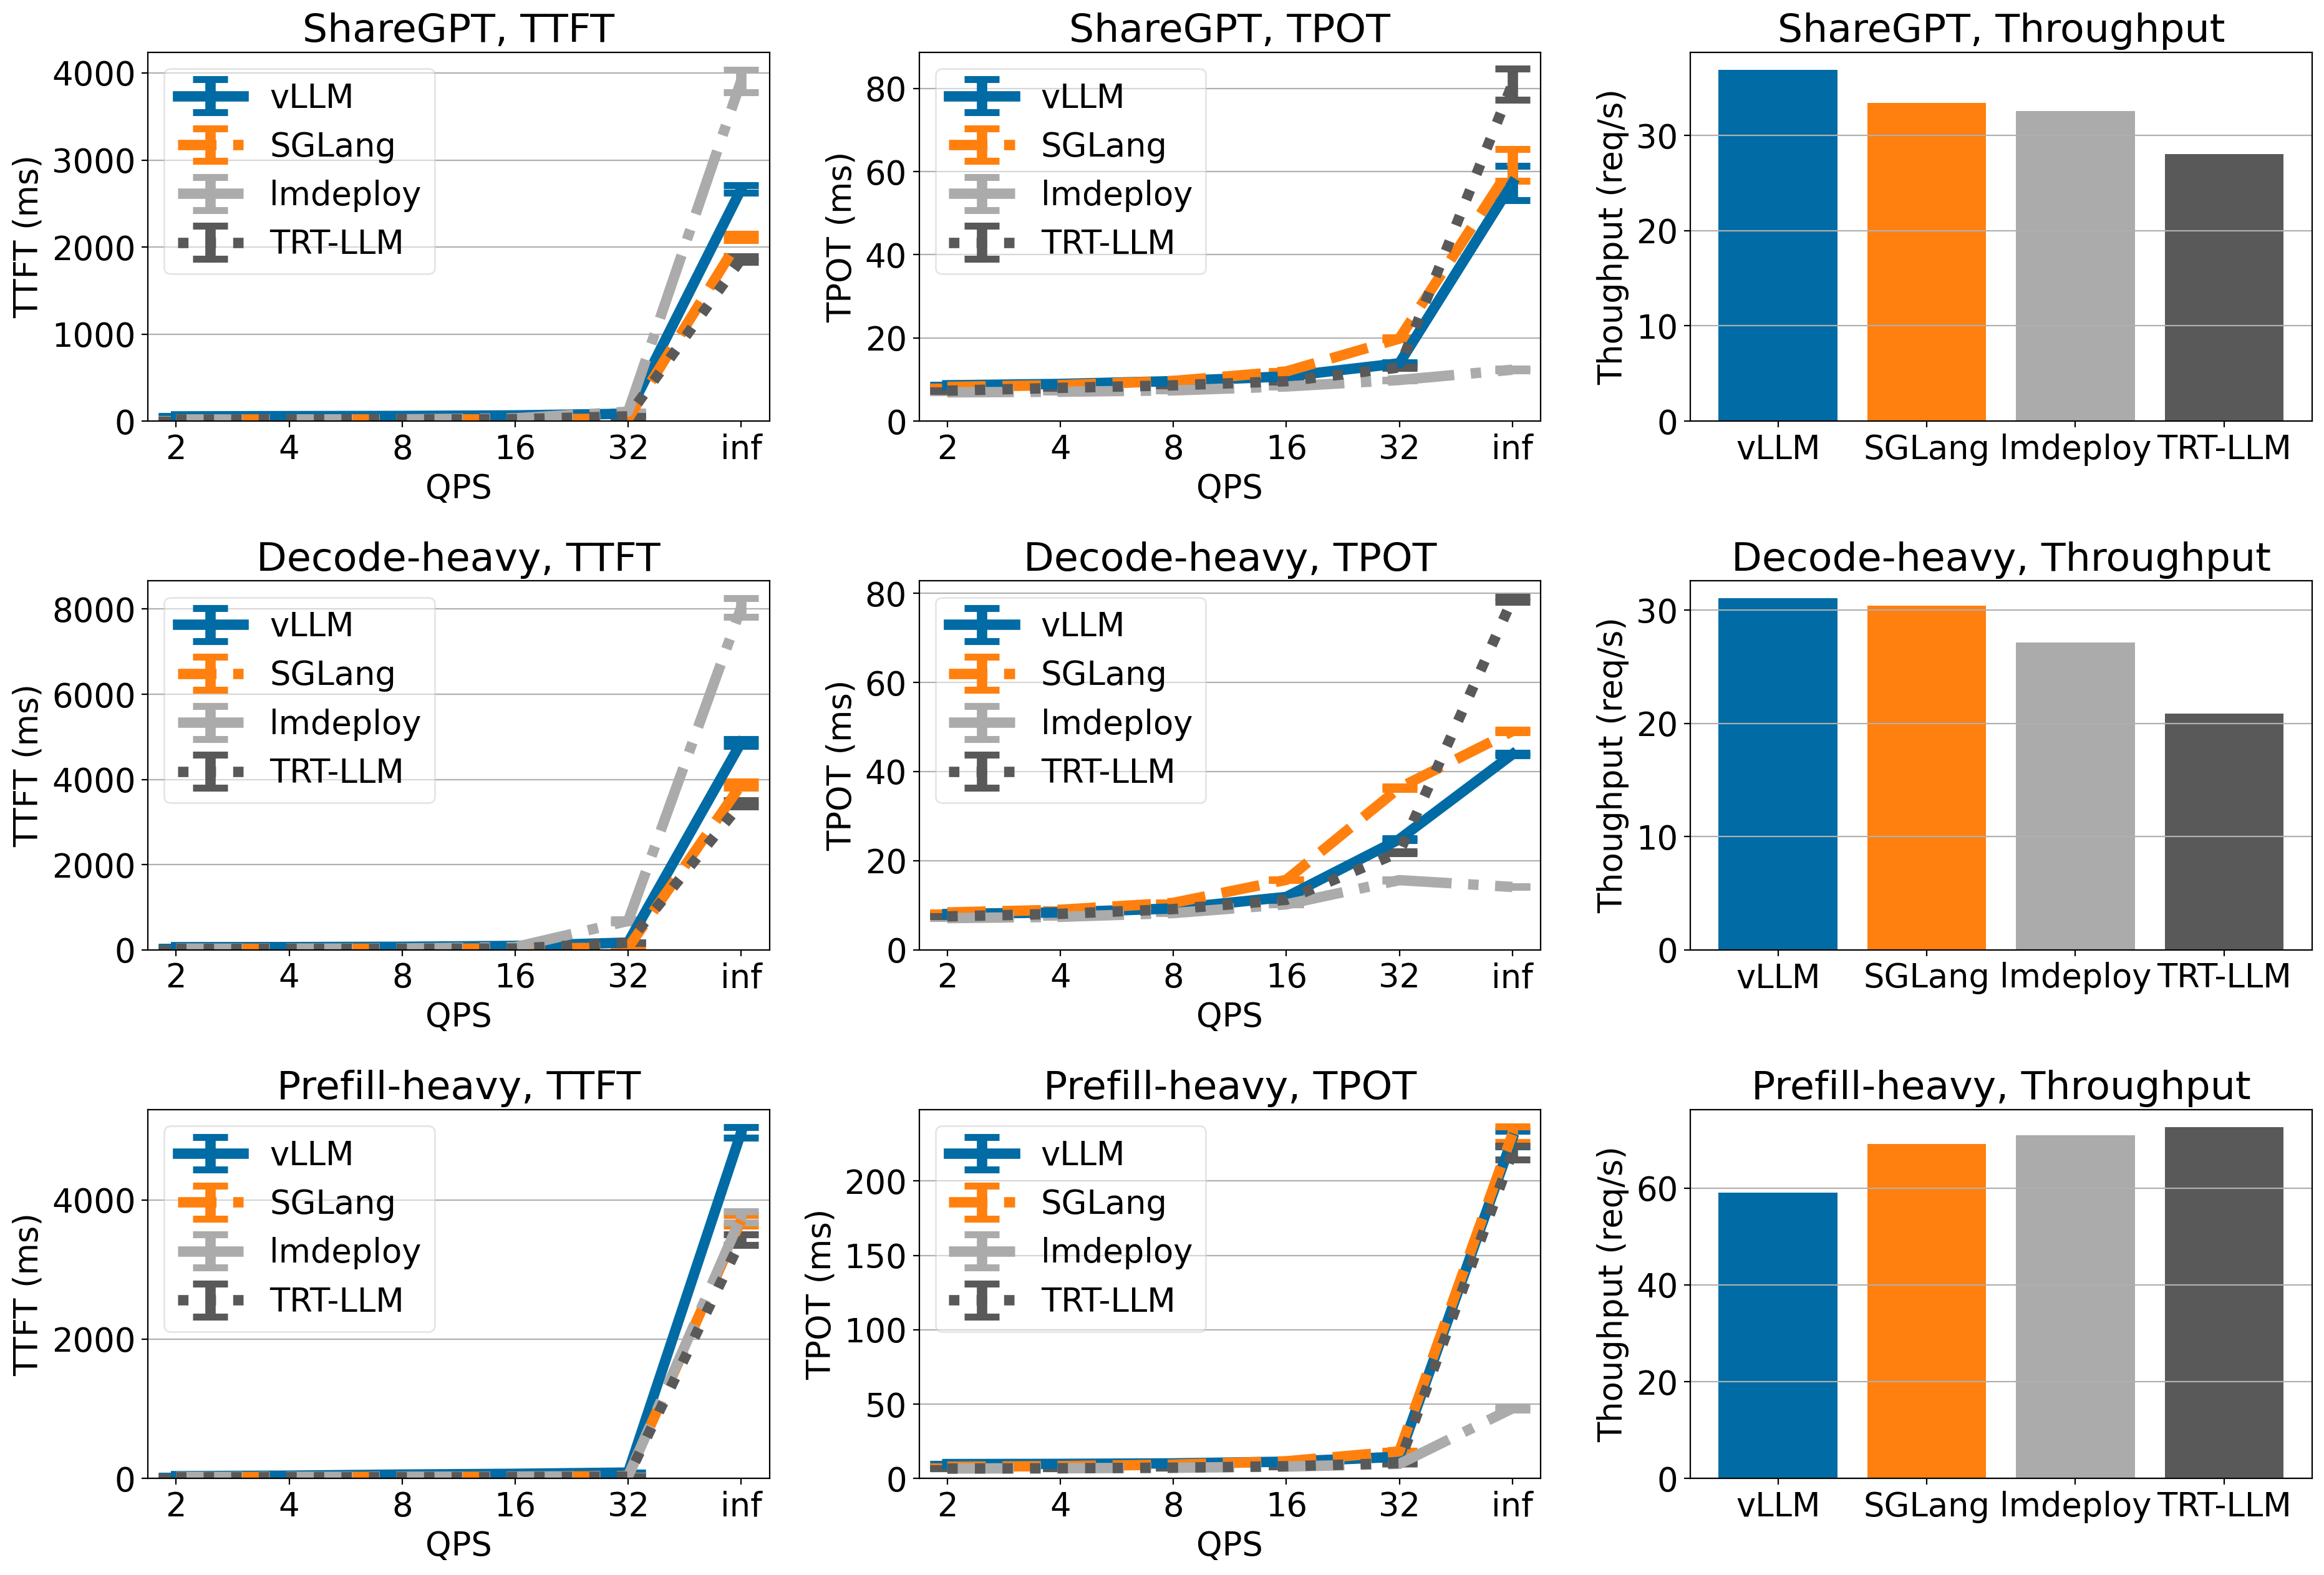 ShareGPT, TTFT
TTFT (ms)
4000
3000
2000
1000
0
vLLM
SGLang
lmdeploy
TRT-LLM
2 4 8 16 32 inf
QPS
ShareGPT, TPOT
TPOT (ms)
80
60
40
20
0
vLLM
SGLang
lmdeploy
TRT-LLM
2 4 8 16 32 inf
QPS
ShareGPT, Throughput
Thoughput (req/s)
30
20
10
0
vLLM SGLang lmdeploy TRT-LLM
Decode-heavy, TTFT
TTFT (ms)
8000
6000
4000
2000
0
vLLM
SGLang
lmdeploy
TRT-LLM
2 4 8 16 32 inf
QPS
Decode-heavy, TPOT
TPOT (ms)
80
60
40
20
0
vLLM
SGLang
lmdeploy
TRT-LLM
2 4 8 16 32 inf
QPS
Decode-heavy, Throughput
Thoughput (req/s)
30
20
10
0
vLLM SGLang lmdeploy TRT-LLM
Prefill-heavy, TTFT
TTFT (ms)
4000
2000
0
vLLM
SGLang
lmdeploy
TRT-LLM
2 4 8 16 32 inf
QPS
Prefill-heavy, TPOT
TPOT (ms)
200
150
100
50
0
vLLM
SGLang
lmdeploy
TRT-LLM
2 4 8 16 32 inf
QPS
Prefill-heavy, Throughput
Thoughput (req/s)
60
40
20
0
vLLM SGLang lmdeploy TRT-LLM